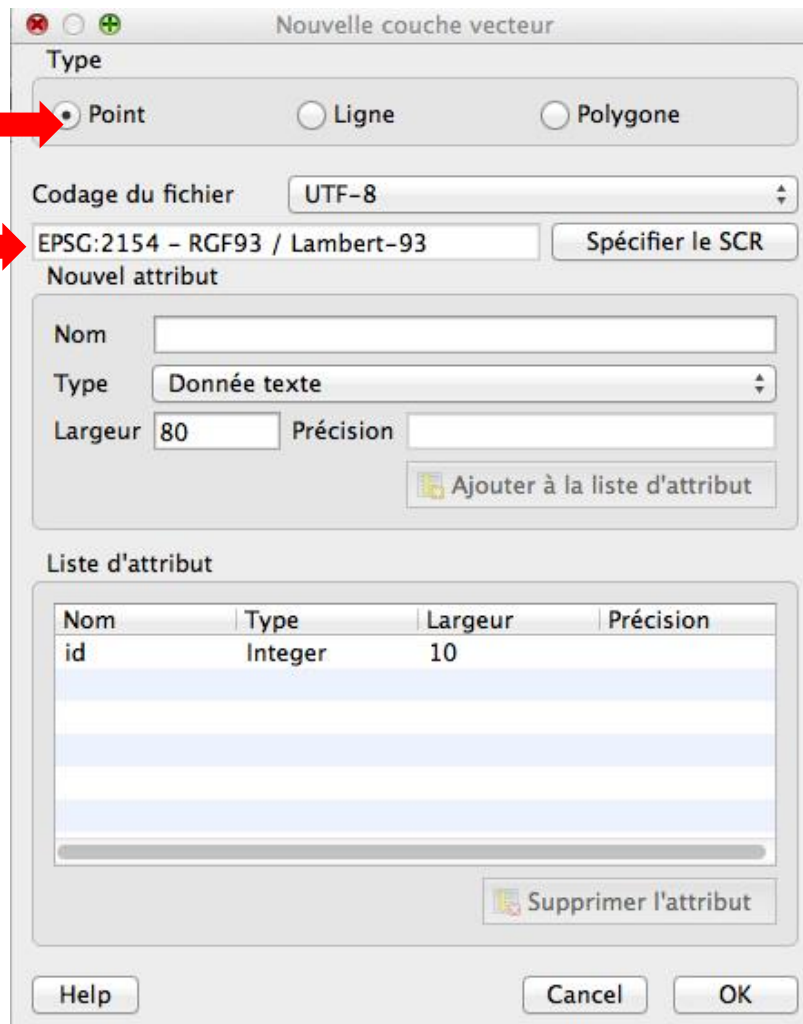 Nouvelle couche vecteur
Type
Point Ligne Polygone
Codage du fichier UTF-8
EPSG:2154 - RGF93 / Lambert-93 Spécifier le SCR
Nouvel attribut
Nom
Type Donnée texte
Largeur 80 Précision
Ajouter à la liste d'attribut
Liste d'attribut
Nom Type Largeur Précision
id Integer 10
Supprimer l'attribut
Help Cancel OK